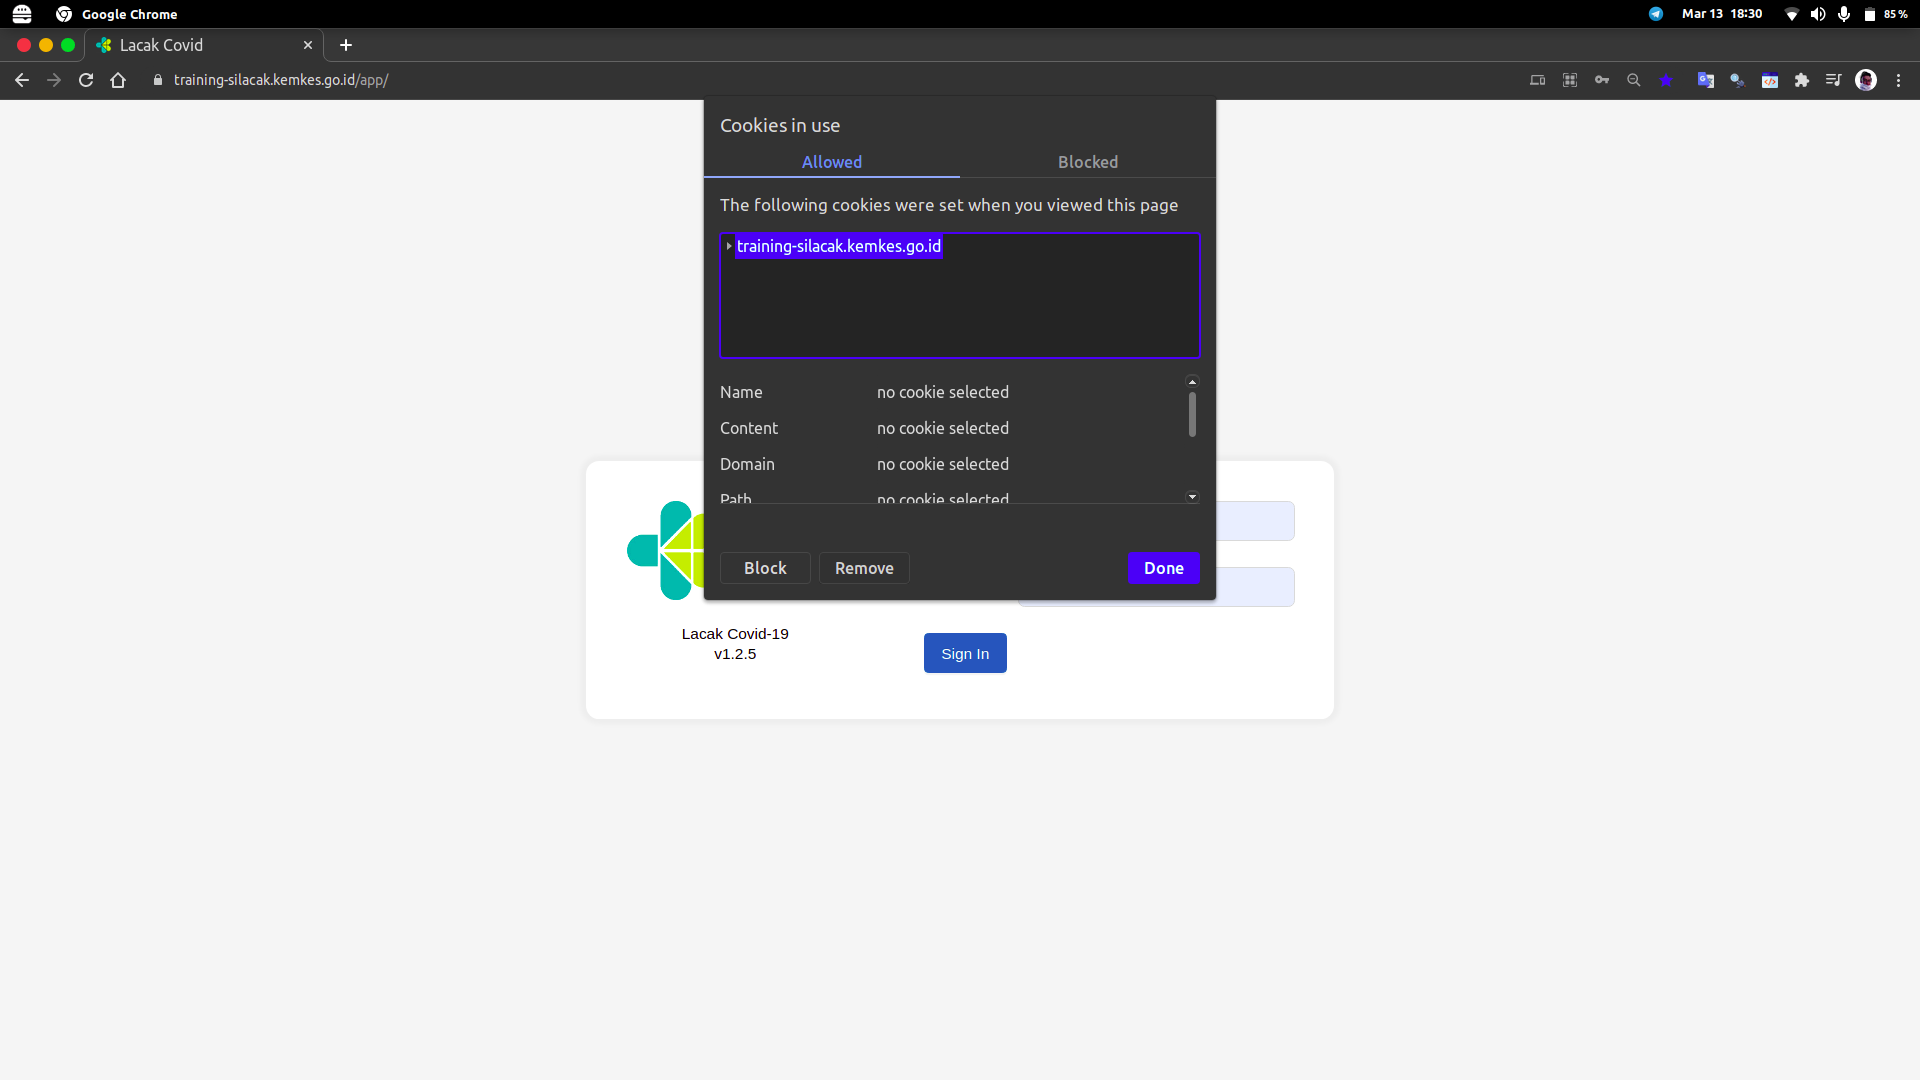 Google Chrome
Mar 13 18:30
85 %
Lacak Covid
training-silacak.kemkes.go.id/app/
Cookies in use
Allowed
Blocked
The following cookies were set when you viewed this page
training-silacak.kemkes.go.id
Name no cookie selected
Content no cookie selected
Domain no cookie selected
Path no cookie selected
Block
Remove
Done
Lacak Covid-19
v1.2.5
Sign In